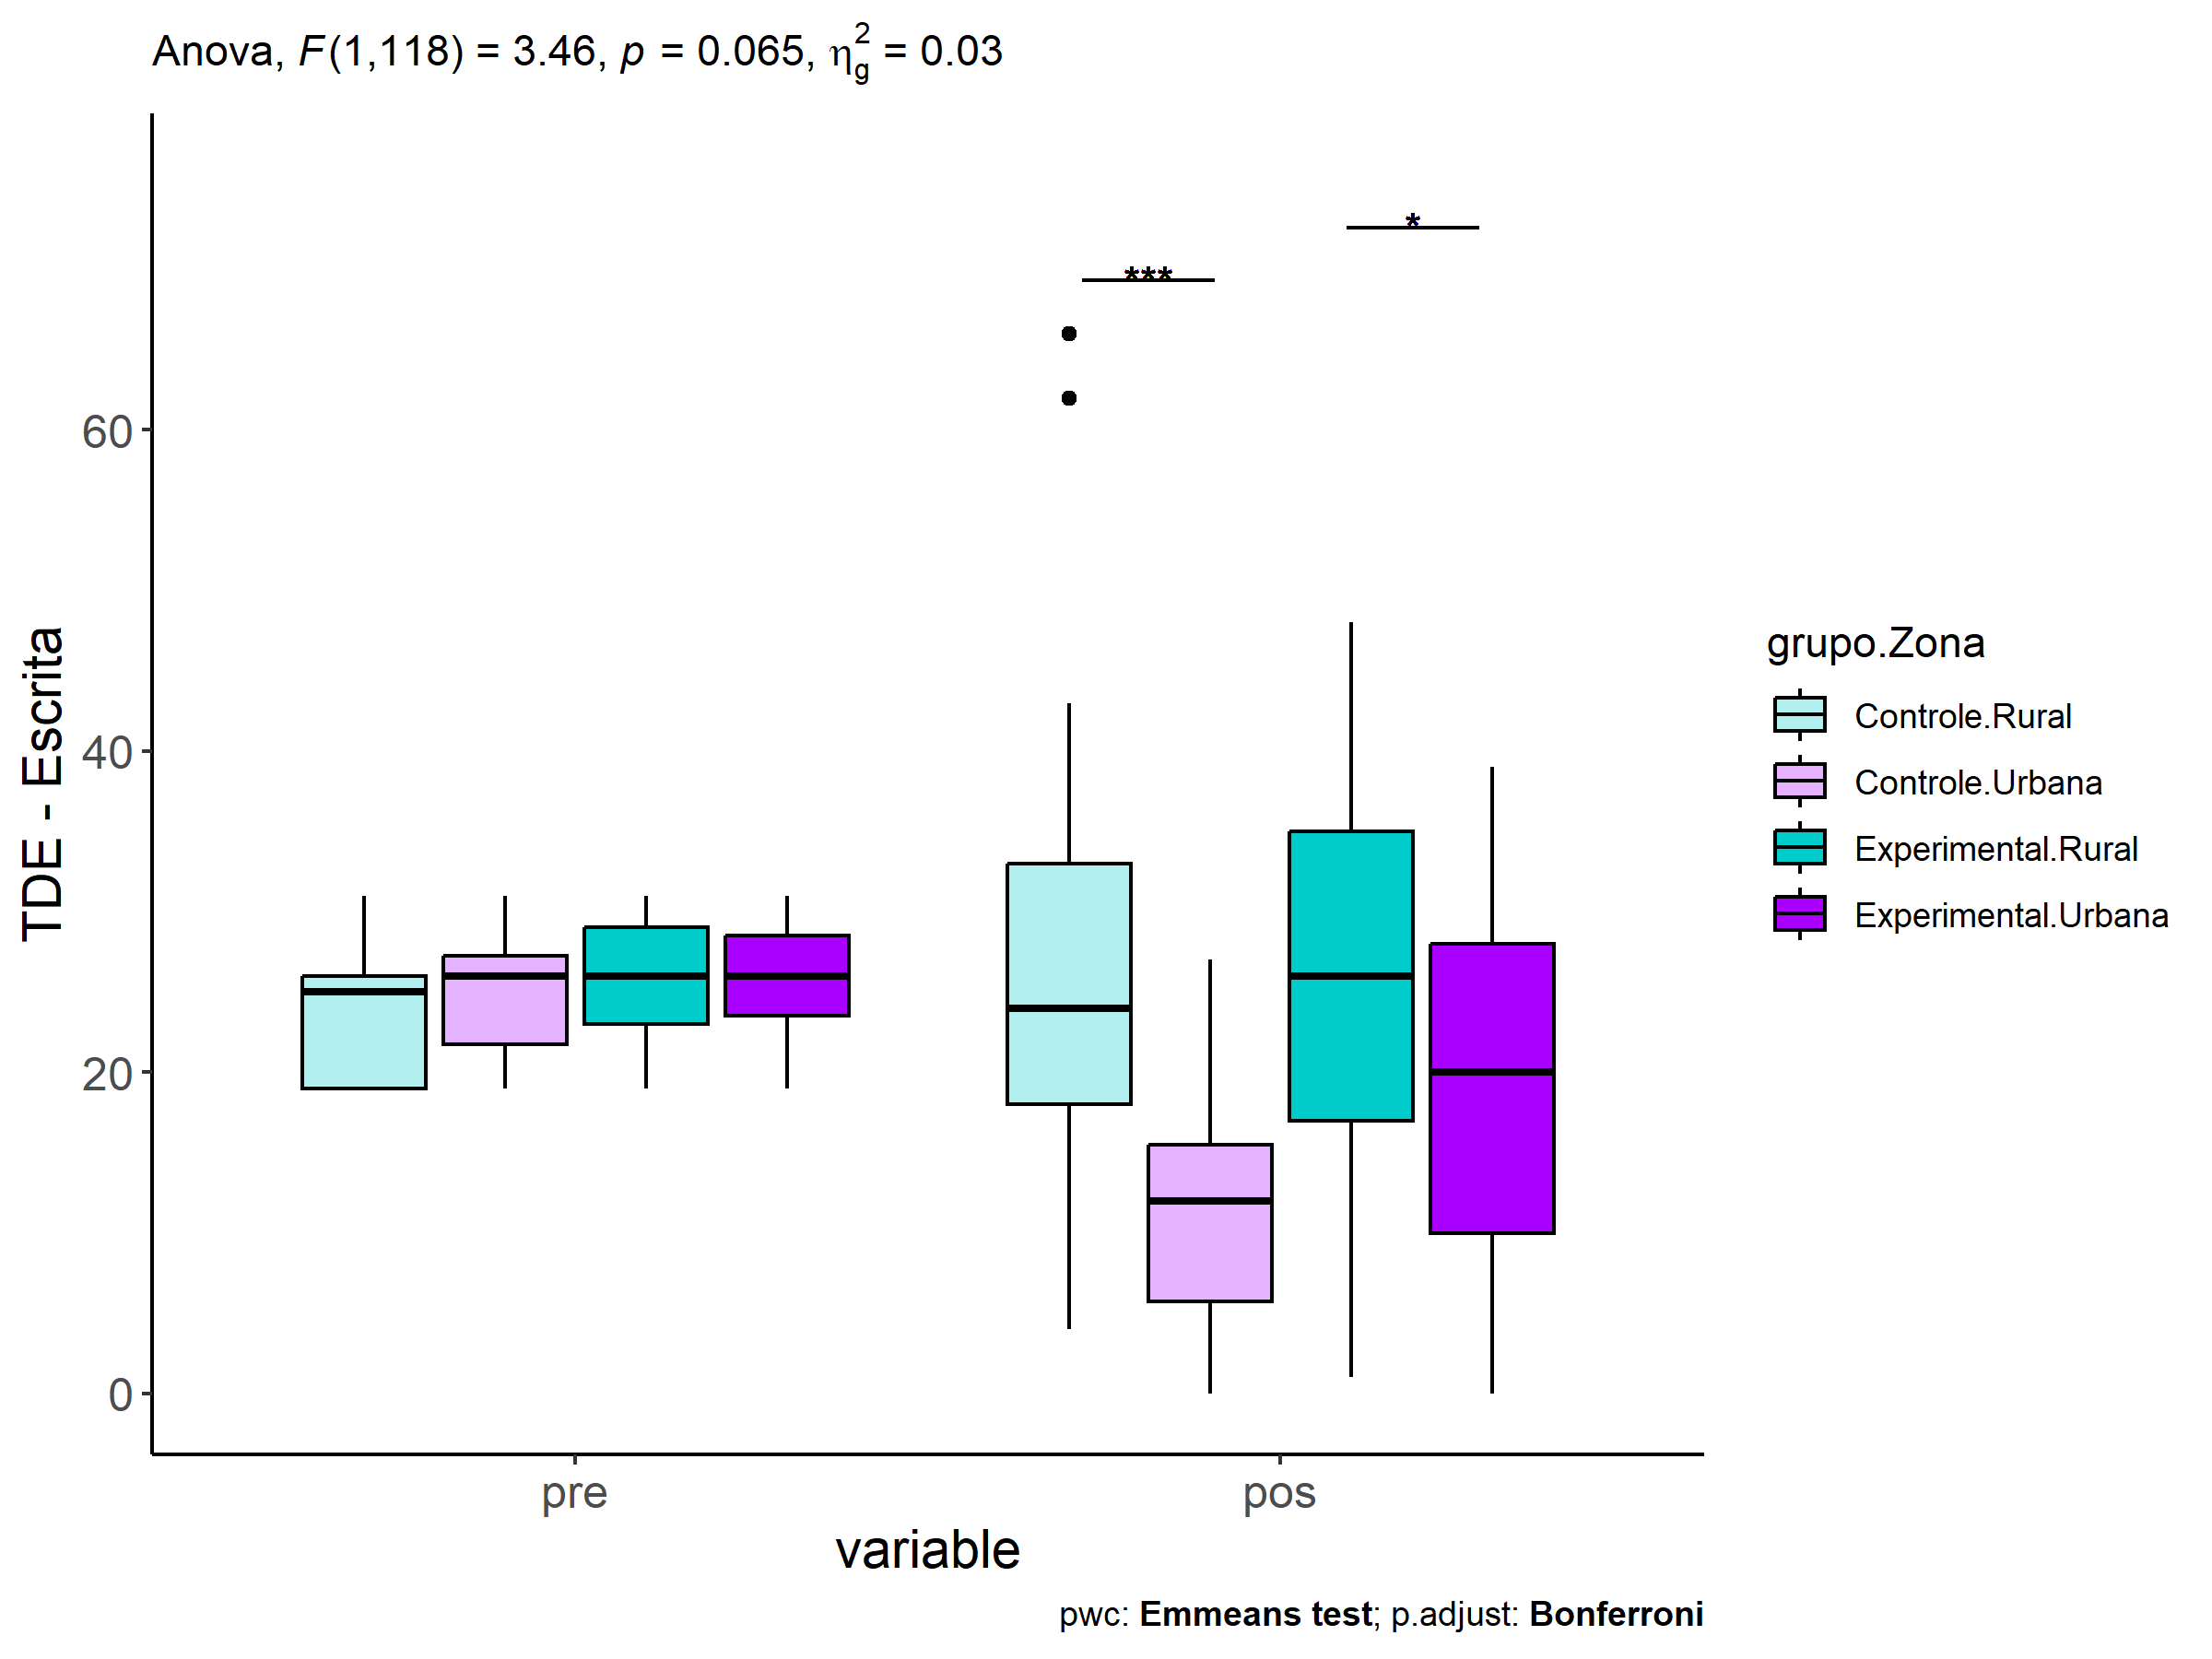 Anova, F(1,118) = 3.46, p = 0.065, η²g = 0.03
***
*
TDE - Escrita
60
40
20
0
pre
pos
variable
grupo.Zona
Controle.Rural
Controle.Urbana
Experimental.Rural
Experimental.Urbana
pwc: Emmeans test; p.adjust: Bonferroni